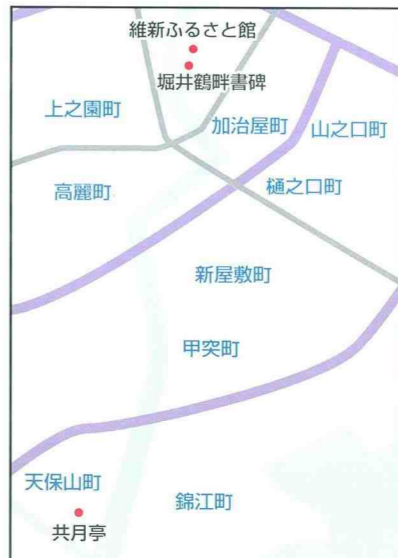 維新ふるさと館
堀井鶴畔書碑
上之園町
加治屋町
山之口町
高麗町
樋之口町
新屋敷町
甲突町
天保山町
錦江町
共月亭